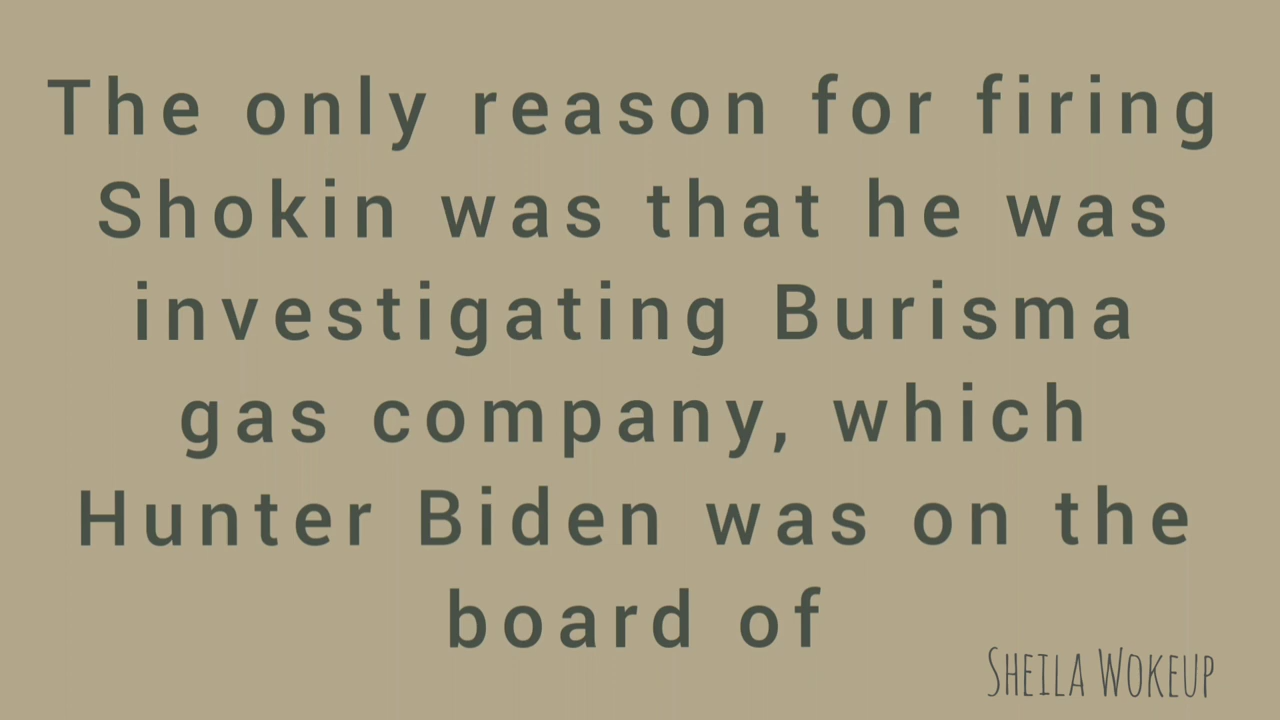 The only reason for firing
Shokin was that he was
investigating Burisma
gas company, which
Hunter Biden was on the
board of
Sheila Wokeup